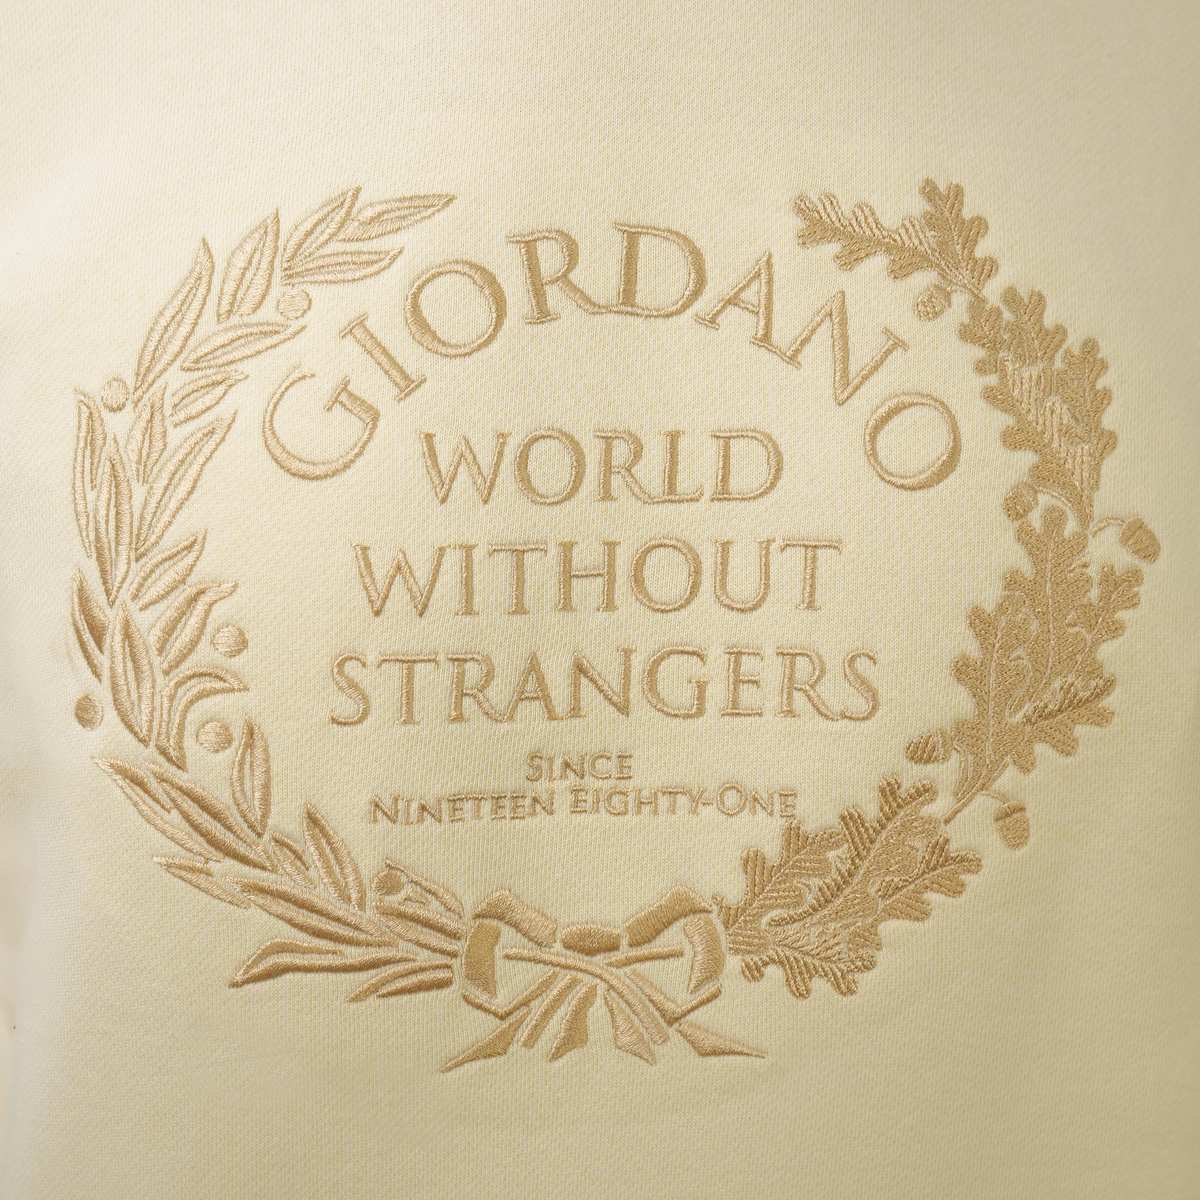 GIORDANO
WORLD
WITHOUT
STRANGERS
SINCE
NINETEEN EIGHTY-ONE